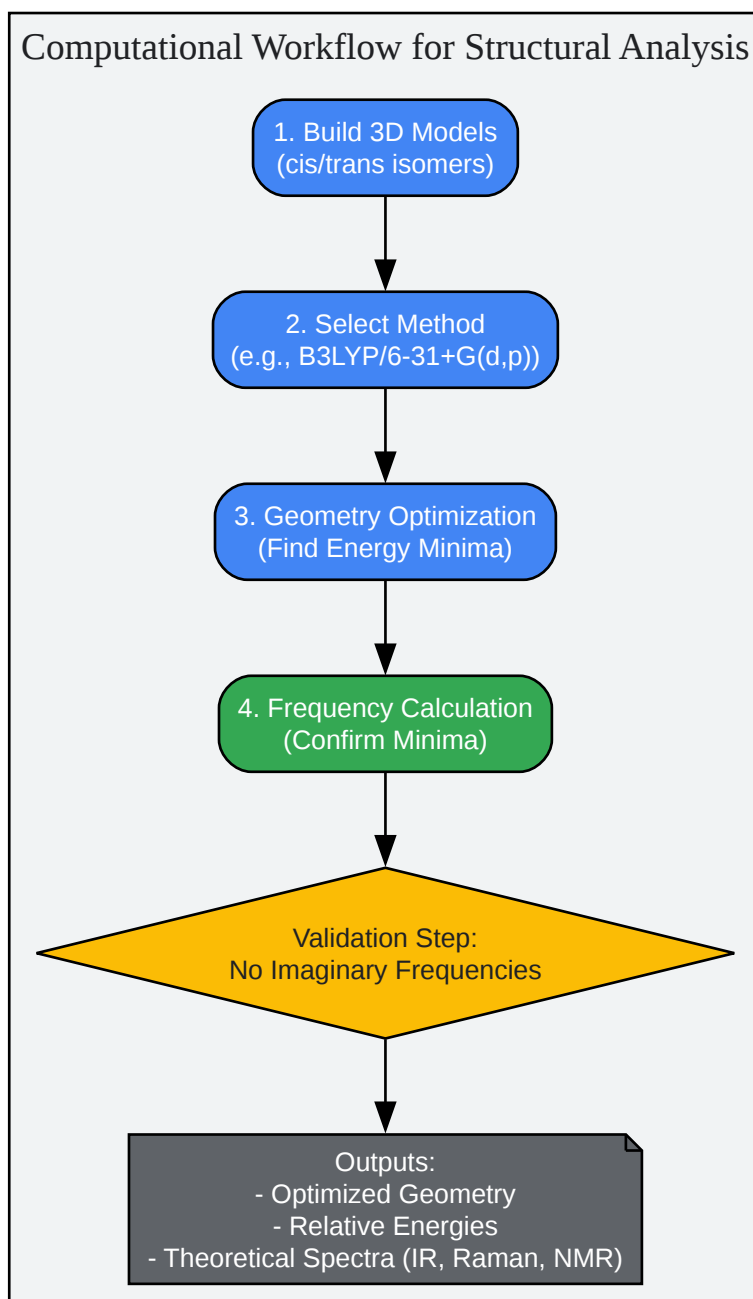 Computational Workflow for Structural Analysis
1. Build 3D Models
(cis/trans isomers)
2. Select Method
(e.g., B3LYP/6-31+G(d,p))
3. Geometry Optimization
(Find Energy Minima)
4. Frequency Calculation
(Confirm Minima)
Validation Step:
No Imaginary Frequencies
Outputs:
- Optimized Geometry
- Relative Energies
- Theoretical Spectra (IR, Raman, NMR)